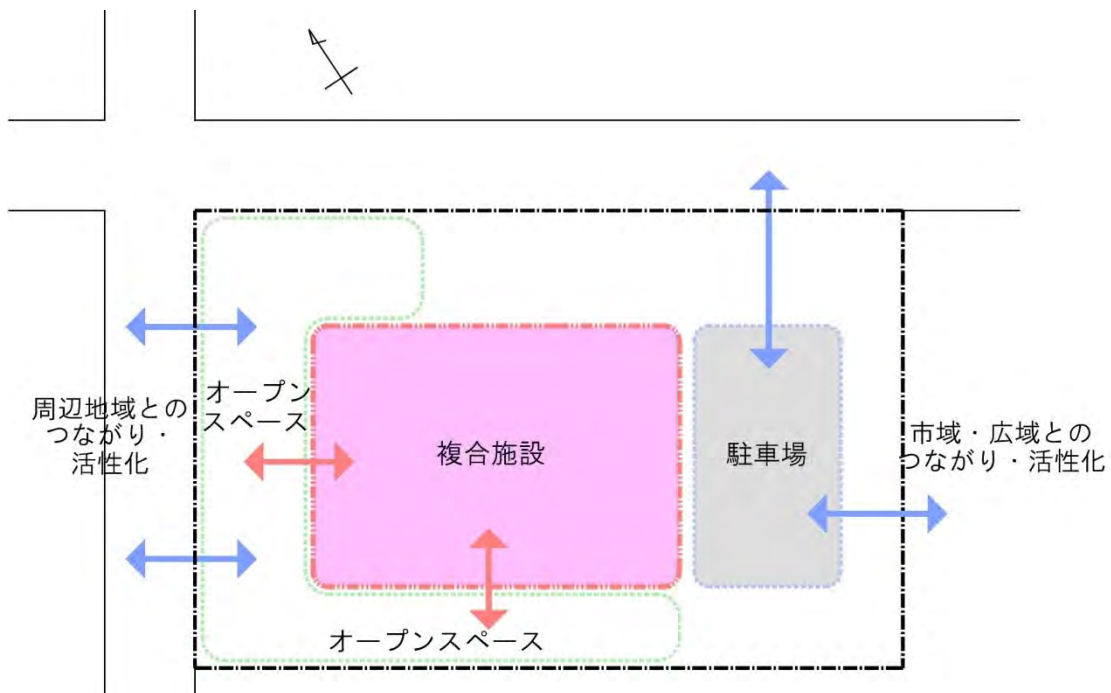 周辺地域との
つながり・
活性化
オープン
スペース
複合施設
駐車場
市域・広域との
つながり・活性化
オープンスペース